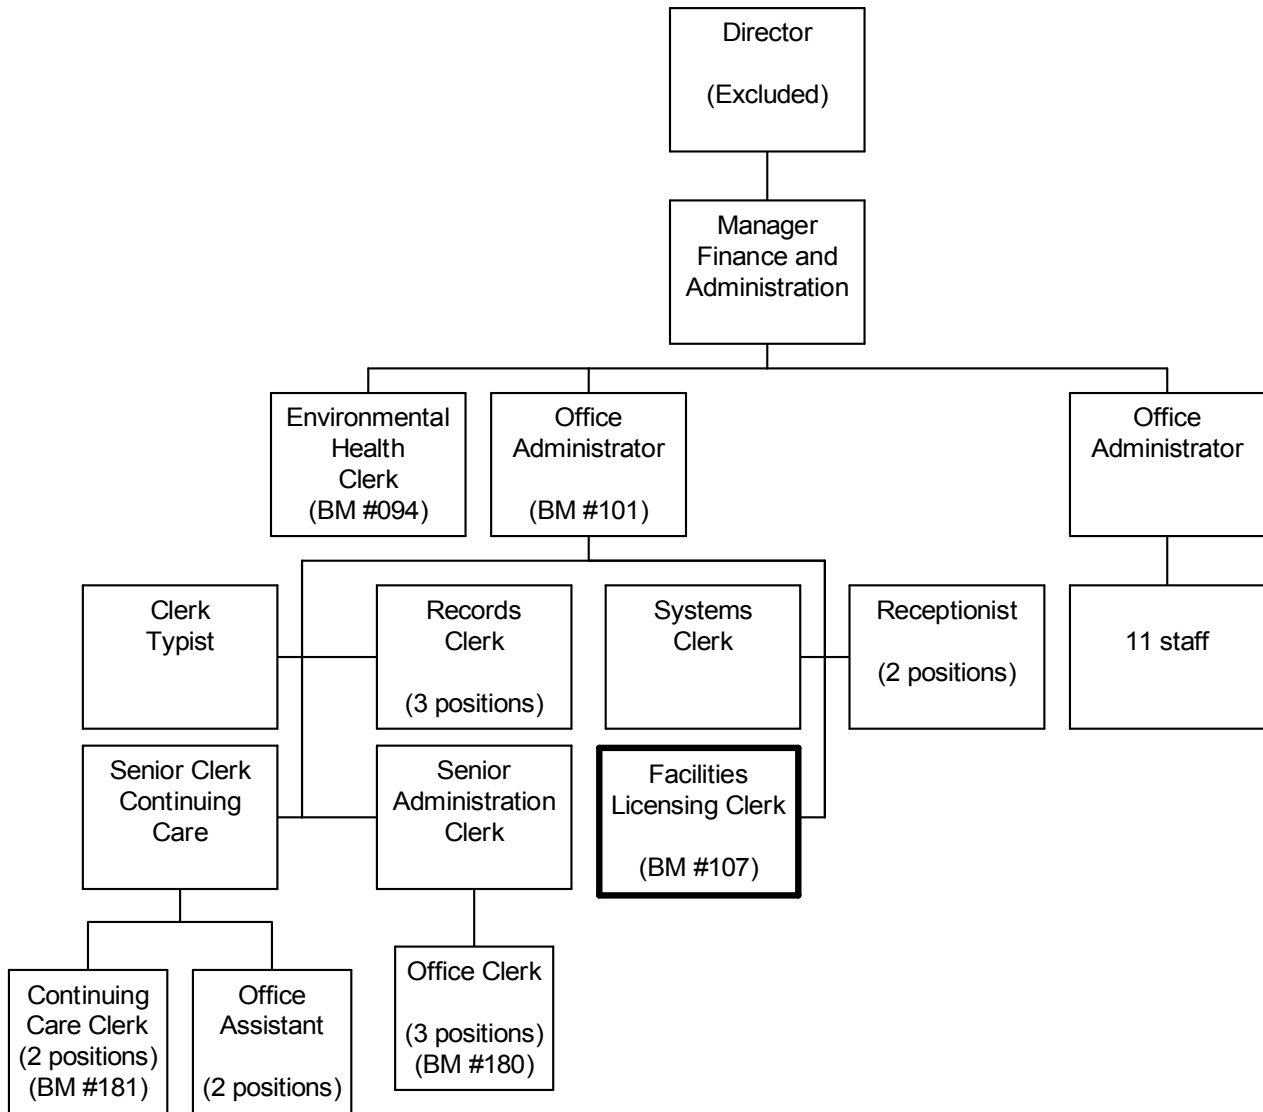 Director
(Excluded)
Manager
Finance and
Administration
Environmental
Health
Clerk
(BM #094)
Office
Administrator
(BM #101)
Office
Administrator
Clerk
Typist
Records
Clerk
(3 positions)
Systems
Clerk
Receptionist
(2 positions)
11 staff
Senior Clerk
Continuing
Care
Senior
Administration
Clerk
Facilities
Licensing Clerk
(BM #107)
Continuing
Care Clerk
(2 positions)
(BM #181)
Office
Assistant
(2 positions)
Office Clerk
(3 positions)
(BM #180)